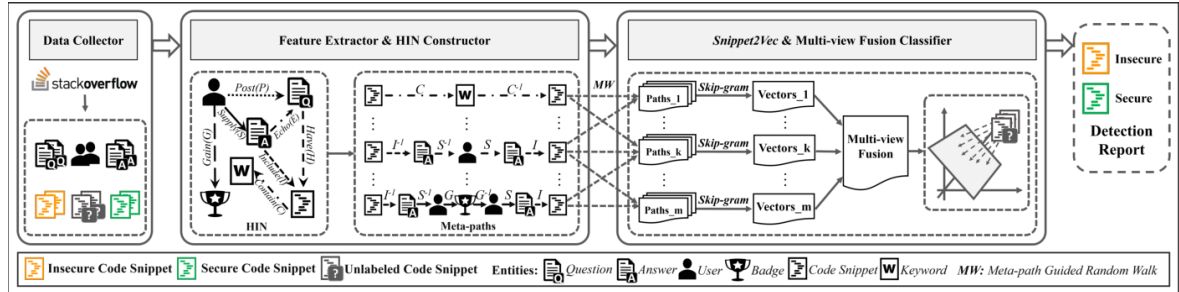 Data Collector
stackoverflow
Q Q
A A
?
Feature Extractor & HIN Constructor
Post(P)
Q
Supply(S)
Echo(E)
A
Gain(G)
Have(H)
Include(I)
W
Contain(C)
HIN
C W C-1
I-1 A S-1 S A I
I-1 A S-1 G G-1 S A I
Meta-paths
MW
Snippet2Vec & Multi-view Fusion Classifier
Paths_1 Skip-gram Vectors_1
Paths_k Skip-gram Vectors_k
Paths_m Skip-gram Vectors_m
Multi-view
Fusion
?
Insecure
Secure
Detection
Report
Insecure Code Snippet Secure Code Snippet ? Unlabeled Code Snippet Entities: Q Question A Answer User Badge Code Snippet W Keyword MW: Meta-path Guided Random Walk